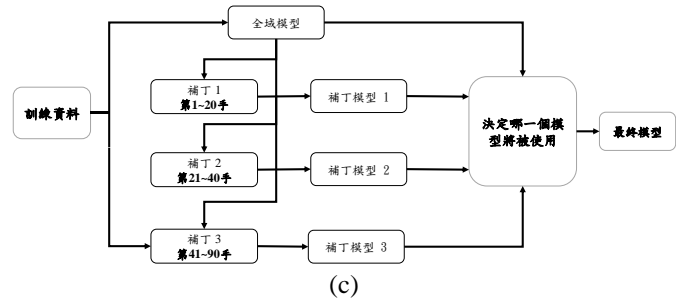 全域模型
補丁 1
第1~20手
補丁模型 1
訓練資料
決定哪一個模
型將被使用
最終模型
補丁 2
第21~40手
補丁模型 2
補丁 3
第41~90手
補丁模型 3
(c)